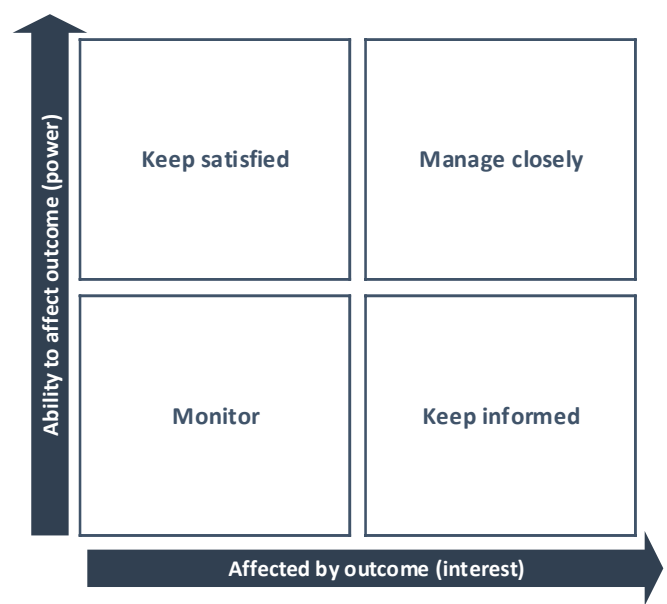 Ability to affect outcome (power)
Keep satisfied
Manage closely
Monitor
Keep informed
Affected by outcome (interest)